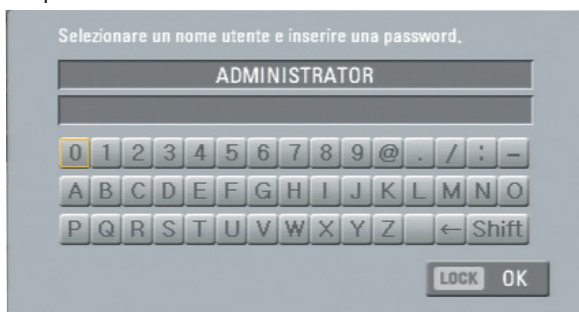 Selezionare un nome utente e inserire una password.
ADMINISTRATOR
0 1 2 3 4 5 6 7 8 9 @ . / : -
A B C D E F G H I J K L M N O
P Q R S T U V W X Y Z ← Shift
LOCK OK